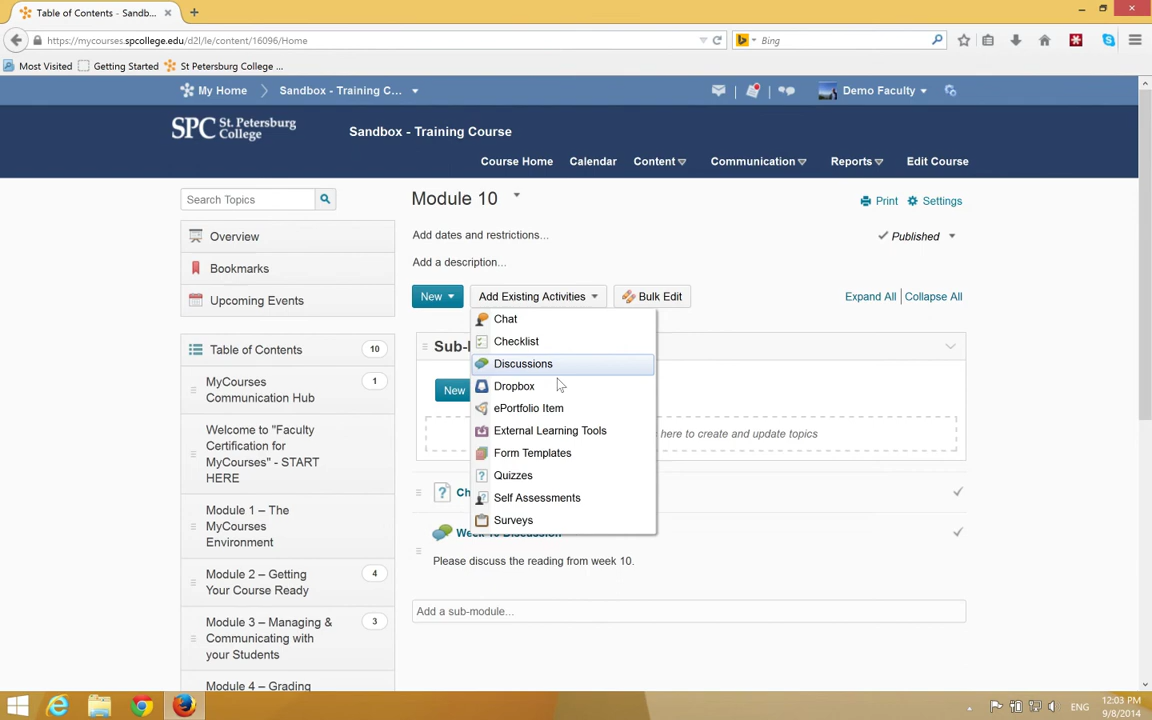 Table of Contents - Sandb...
https://mycourses.spcollege.edu/d2l/le/content/16096/Home
Bing
Most Visited
Getting Started
St Petersburg College ...
My Home
Sandbox - Training C...
Demo Faculty
SPC St. Petersburg College
Sandbox - Training Course
Course Home
Calendar
Content
Communication
Reports
Edit Course
Search Topics
Overview
Bookmarks
Upcoming Events
Table of Contents
10
MyCourses
Communication Hub
1
Welcome to "Faculty
Certification for
MyCourses" - START
HERE
Module 1 – The
MyCourses
Environment
Module 2 – Getting
Your Course Ready
4
Module 3 – Managing &
Communicating with
your Students
3
Module 4 – Grading
Module 10
Print
Settings
Add dates and restrictions...
Published
Add a description...
New
Add Existing Activities
Bulk Edit
Expand All
Collapse All
Chat
Checklist
Discussions
Dropbox
ePortfolio Item
External Learning Tools
Form Templates
Quizzes
Self Assessments
Surveys
Sub-
New
here to create and update topics
Ch
Week 10 Discussion
Please discuss the reading from week 10.
Add a sub-module...
ENG
12:03 PM
9/8/2014